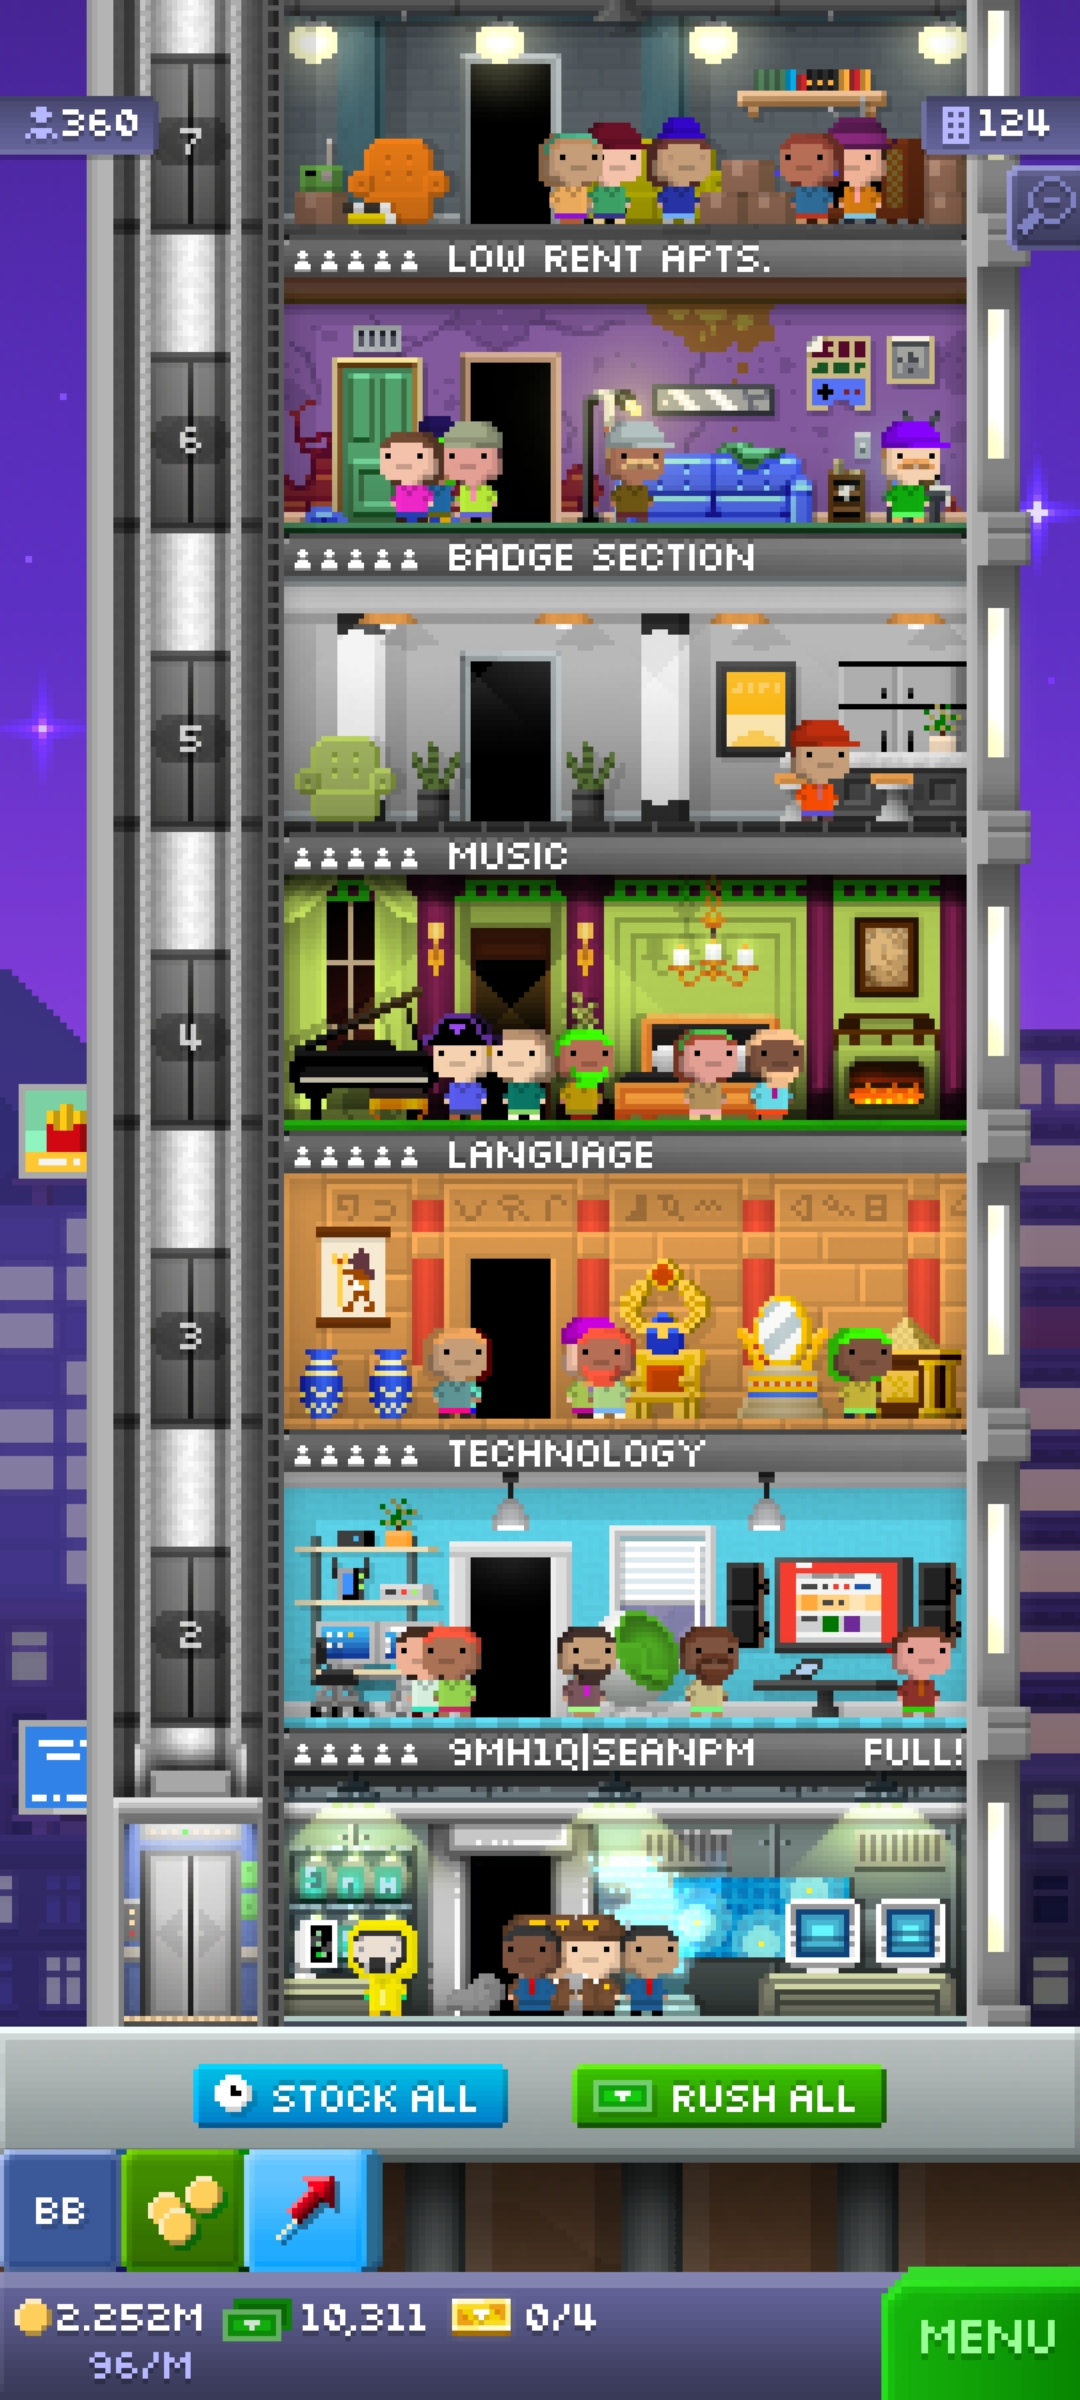 360
124
7
LOW RENT APTS.
6
BADGE SECTION
5
MUSIC
4
LANGUAGE
3
TECHNOLOGY
2
9MH1Q|SEANPM FULL!
STOCK ALL
RUSH ALL
BB
2.252M 10,311 0/4
96/M
MENU